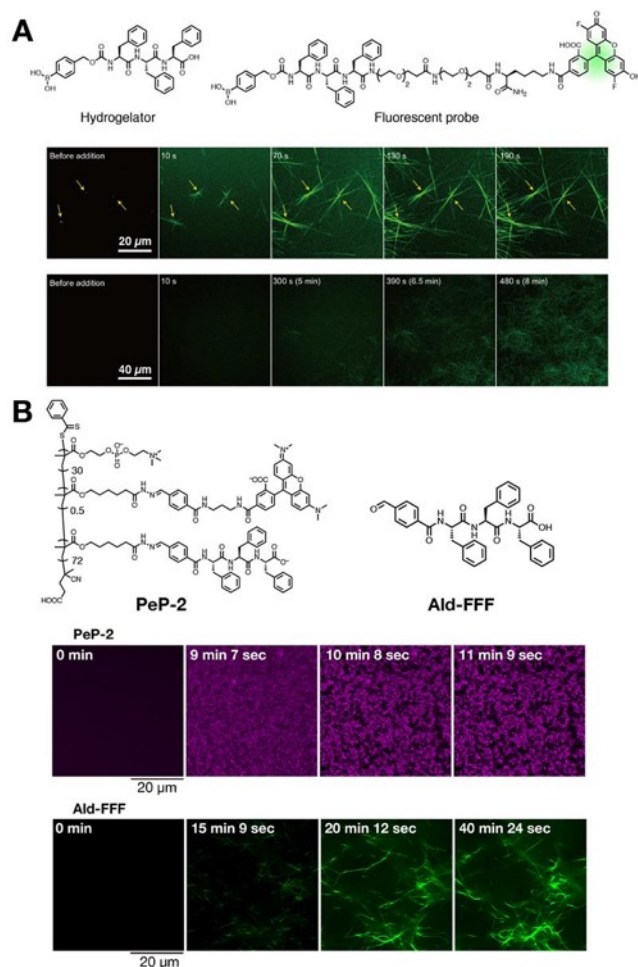 A
B(OH)₂
Hydrogelator
Fluorescent probe
Before addition
10 s
70 s
130 s
190 s
20 µm
Before addition
10 s
300 s (5 min)
390 s (6.5 min)
480 s (8 min)
40 µm
B
30
0.5
72
HOOC
CN
PeP-2
Ald-FFF
PeP-2
0 min
9 min 7 sec
10 min 8 sec
11 min 9 sec
20 µm
Ald-FFF
0 min
15 min 9 sec
20 min 12 sec
40 min 24 sec
20 µm